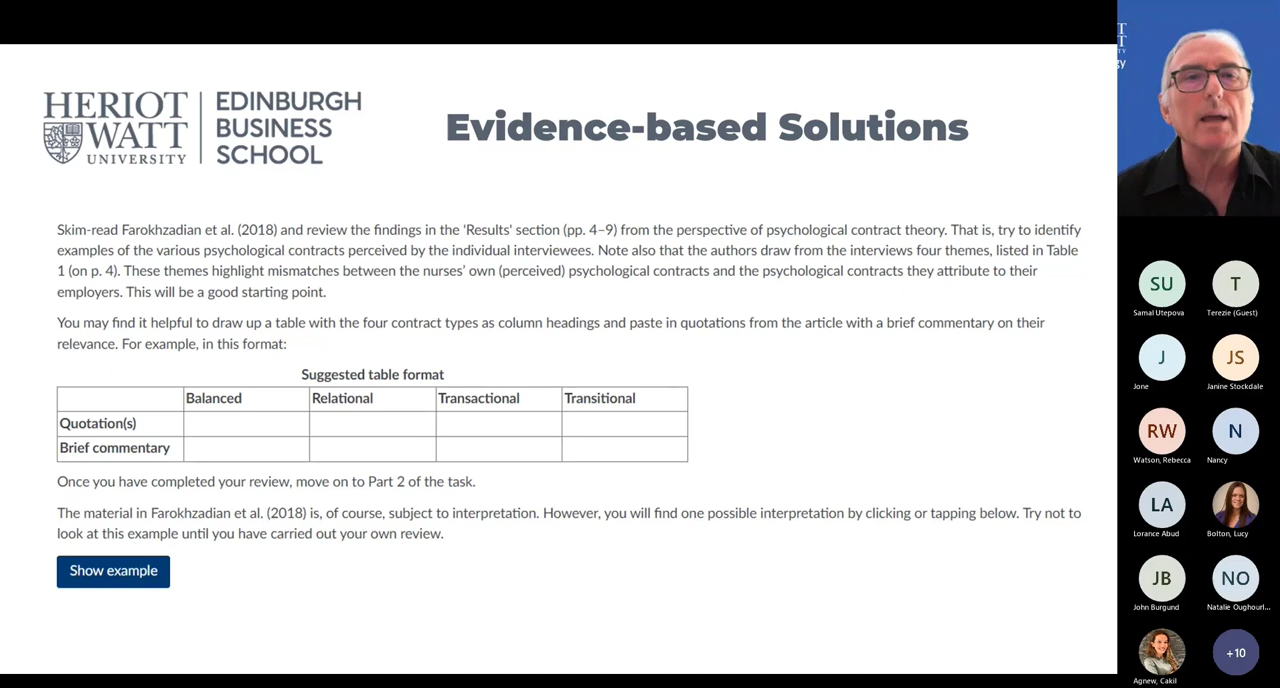 HERIOT
WATT
UNIVERSITY
EDINBURGH
BUSINESS
SCHOOL
Evidence-based Solutions
Skim-read Farokhzadian et al. (2018) and review the findings in the 'Results' section (pp. 4–9) from the perspective of psychological contract theory. That is, try to identify
examples of the various psychological contracts perceived by the individual interviewees. Note also that the authors draw from the interviews four themes, listed in Table
1 (on p. 4). These themes highlight mismatches between the nurses' own (perceived) psychological contracts and the psychological contracts they attribute to their
employers. This will be a good starting point.
You may find it helpful to draw up a table with the four contract types as column headings and paste in quotations from the article with a brief commentary on their
relevance. For example, in this format:
Suggested table format
Balanced Relational Transactional Transitional
Quotation(s)
Brief commentary
Once you have completed your review, move on to Part 2 of the task.
The material in Farokhzadian et al. (2018) is, of course, subject to interpretation. However, you will find one possible interpretation by clicking or tapping below. Try not to
look at this example until you have carried out your own review.
Show example
T
T
TY
gy
SU T
Samal Utepova Terezie (Guest)
J JS
Jone Janine Stockdale
RW N
Watson, Rebecca Nancy
LA
Lorance Abud Bolton, Lucy
JB NO
John Burgund Natalie Oughourl...
+10
Agnew, Cakil